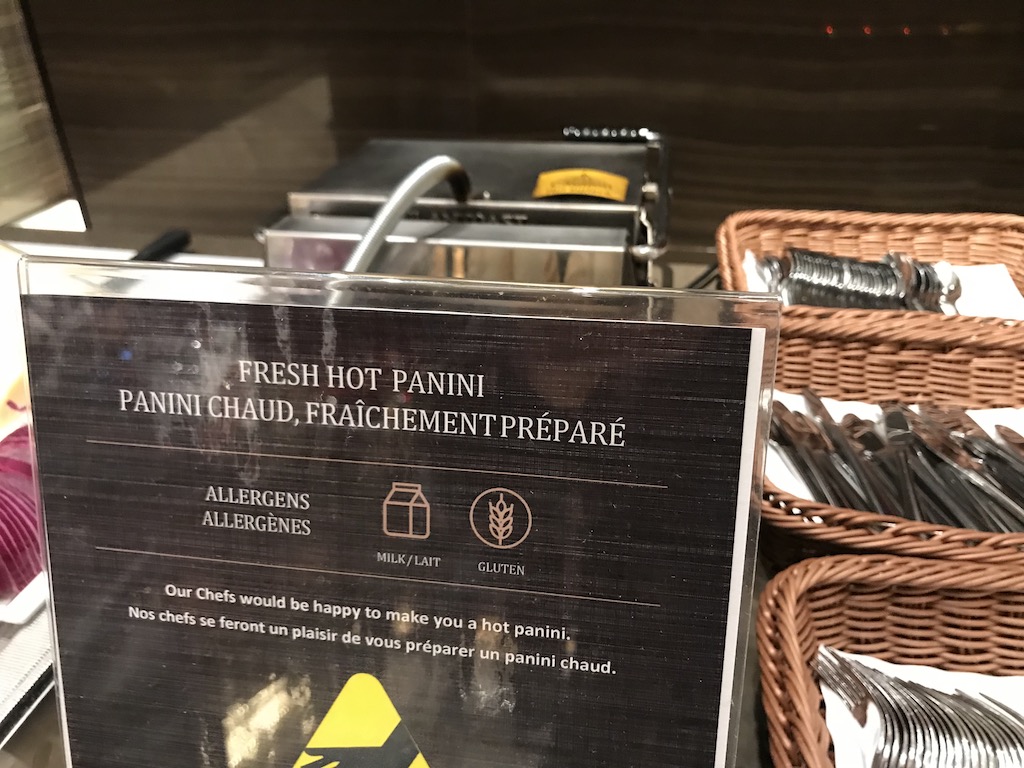 FRESH HOT PANINI
PANINI CHAUD, FRAÎCHEMENT PRÉPARÉ
ALLERGENS
ALLERGÈNES
MILK/LAIT
GLUTEN
Our Chefs would be happy to make you a hot panini.
Nos chefs se feront un plaisir de vous préparer un panini chaud.